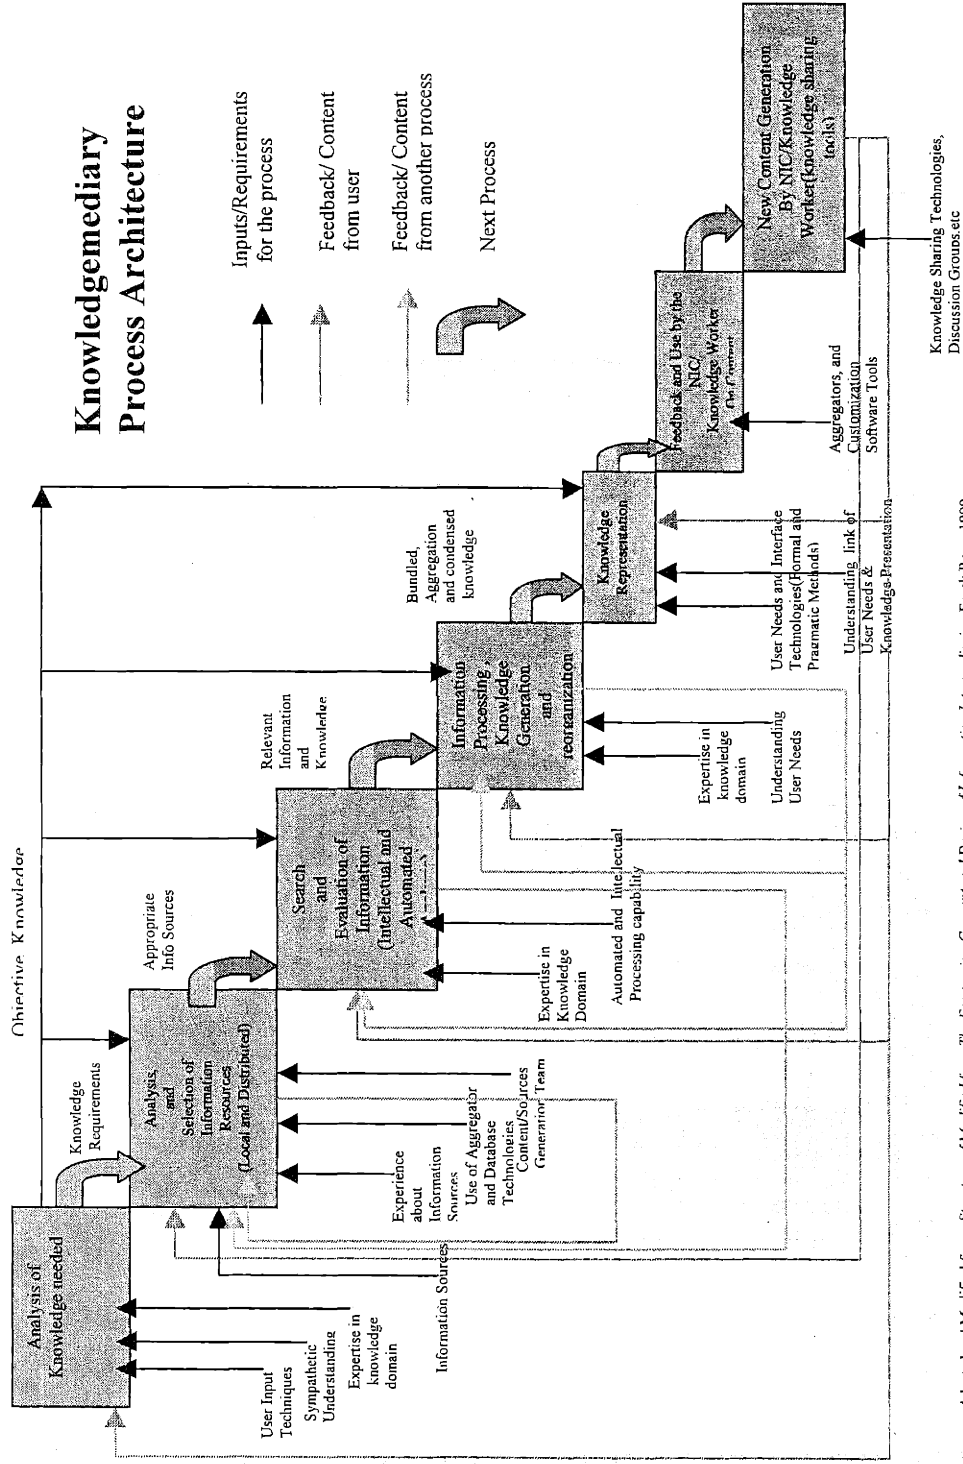 Knowledgemediary
Process Architecture
Inputs/Requirements
for the process
Feedback/ Content
from user
Feedback/ Content
from another process
Next Process
Objective Knowledge
Analysis of
Knowledge needed
Knowledge
Requirements
User Input
Techniques
Sympathetic
Understanding
Expertise in
knowledge
domain
Information Sources
Analysis,
and
Selection of
Information
Resources
(Local and Distributed)
Appropriate
Info Sources
Experience
about
Information
Sources
Use of Aggregator
and Database
Technologies
Content/Sources
Generation Team
Search
and
Evaluation of
Information
(Intellectual and
Automated
Relevant
Information
and
Knowledge
Expertise in
Knowledge
Domain
Automated and Intellectual
Processing capability
Information
Processing ,
Knowledge
Generation
and
reorganization
Bundled,
Aggregation
and condensed
knowledge
Expertise in
knowledge
domain
Understanding
User Needs
Knowledge
Representation
User Needs and Interface
Technologies(Formal and
Pragmatic Methods)
Understanding link of
User Needs &
Knowledge Presentation
Feedback and Use by the
NIC/
Knowledge Worker
On Content
Aggregators, and
Customization
Software Tools
New Content Generation
By NIC/Knowledge
Worker(knowledge sharing
tools)
Knowledge Sharing Technologies,
Discussion Groups.etc